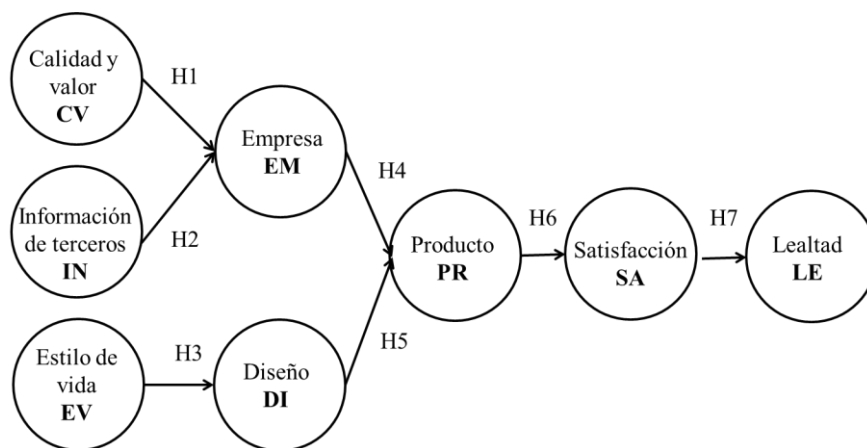 Calidad y
valor
CV
H1
Empresa
EM
Información
de terceros
IN
H2
H4
Producto
PR
H6
Satisfacción
SA
H7
Lealtad
LE
Estilo de
vida
EV
H3
Diseño
DI
H5